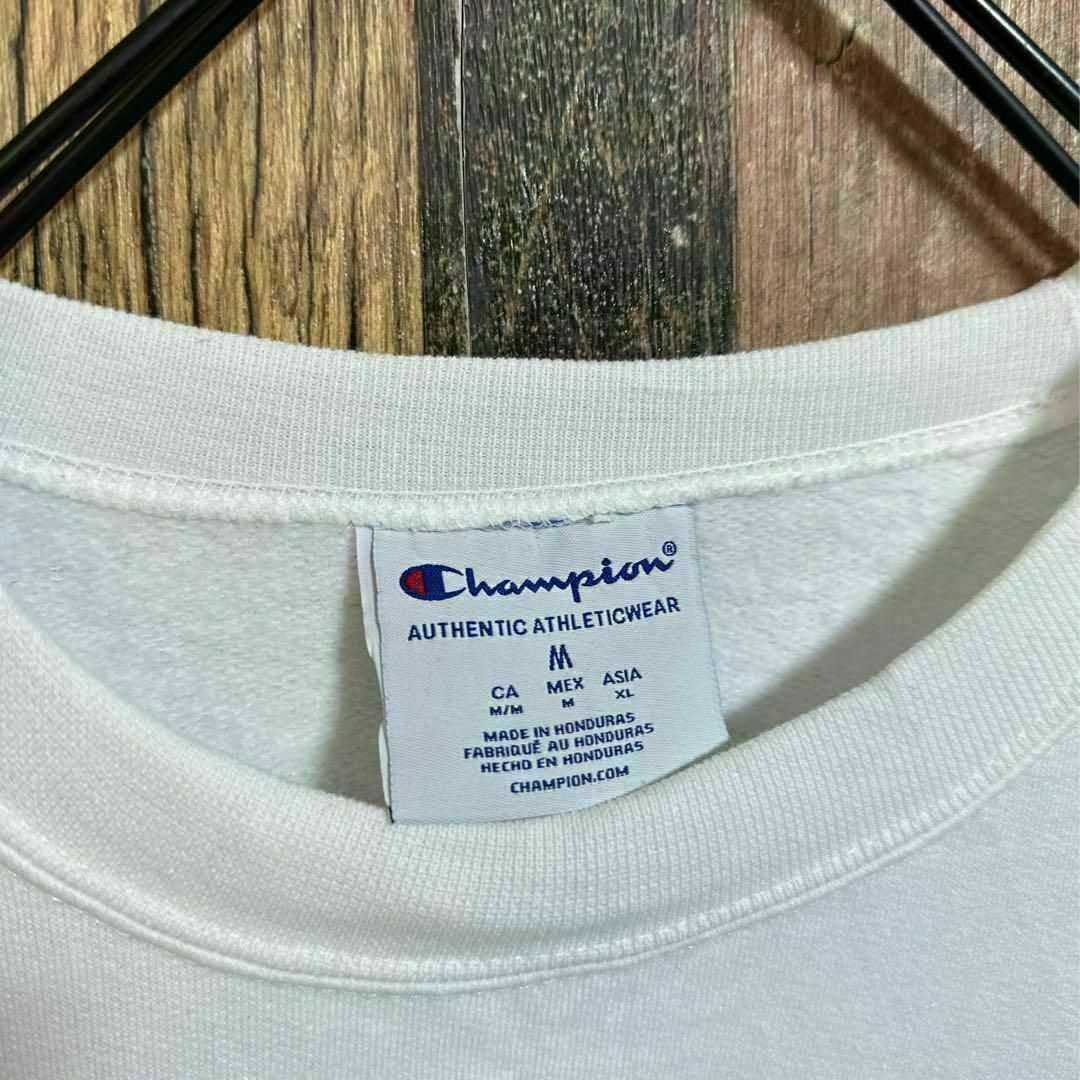 Champion®
AUTHENTIC ATHLETICWEAR
M
CA MEX ASIA
M/M M XL
MADE IN HONDURAS
FABRIQUÉ AU HONDURAS
HECHO EN HONDURAS
CHAMPION.COM